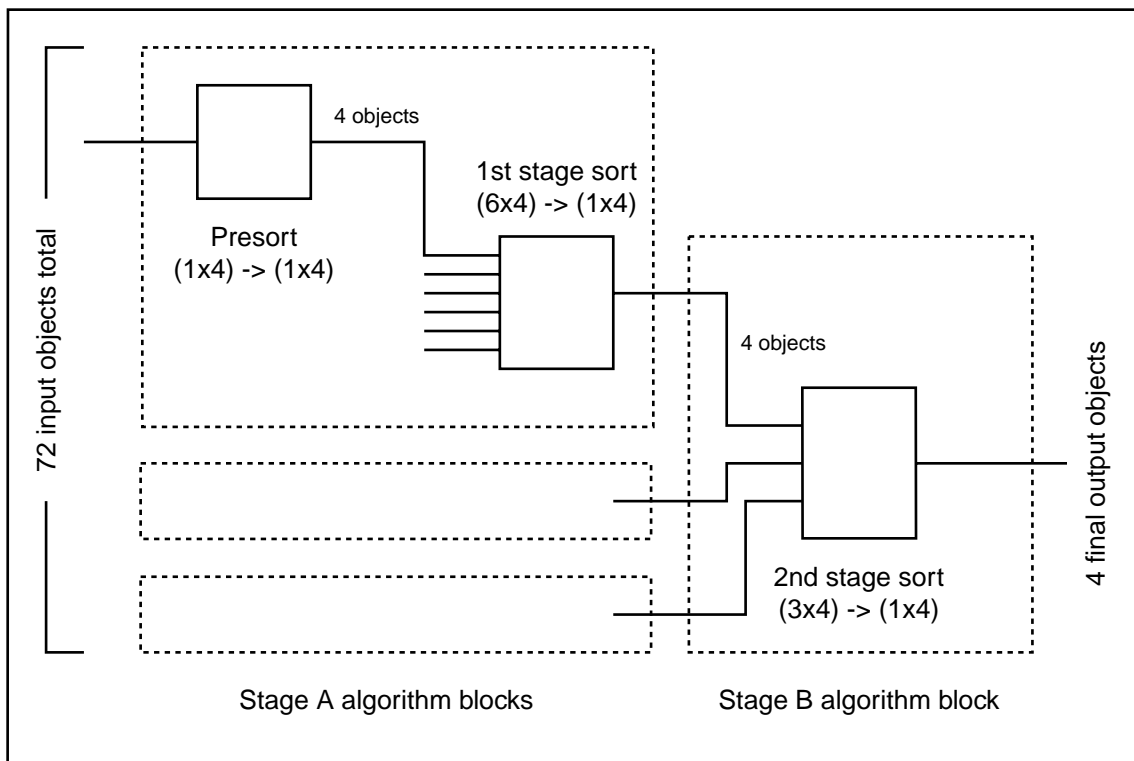 72 input objects total
4 objects
Presort
(1x4) -> (1x4)
1st stage sort
(6x4) -> (1x4)
4 objects
2nd stage sort
(3x4) -> (1x4)
4 final output objects
Stage A algorithm blocks
Stage B algorithm block